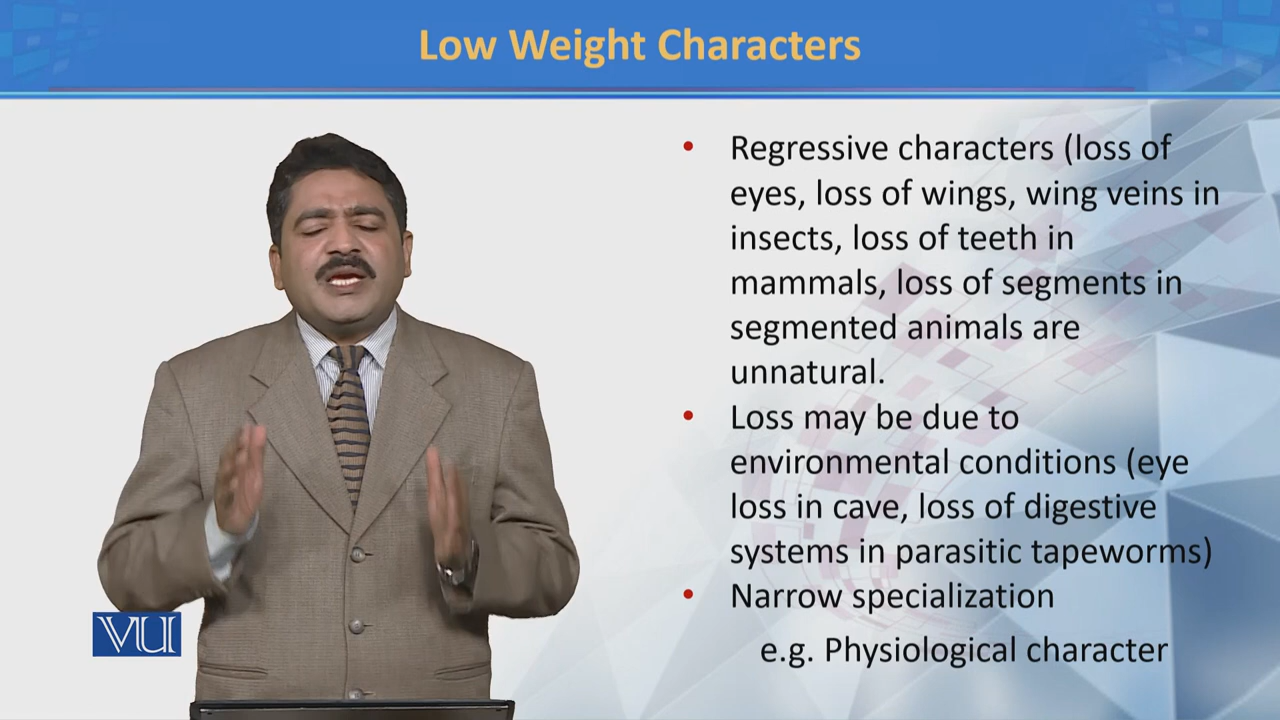 Low Weight Characters
• Regressive characters (loss of
eyes, loss of wings, wing veins in
insects, loss of teeth in
mammals, loss of segments in
segmented animals are
unnatural.
• Loss may be due to
environmental conditions (eye
loss in cave, loss of digestive
systems in parasitic tapeworms)
• Narrow specialization
e.g. Physiological character
VU